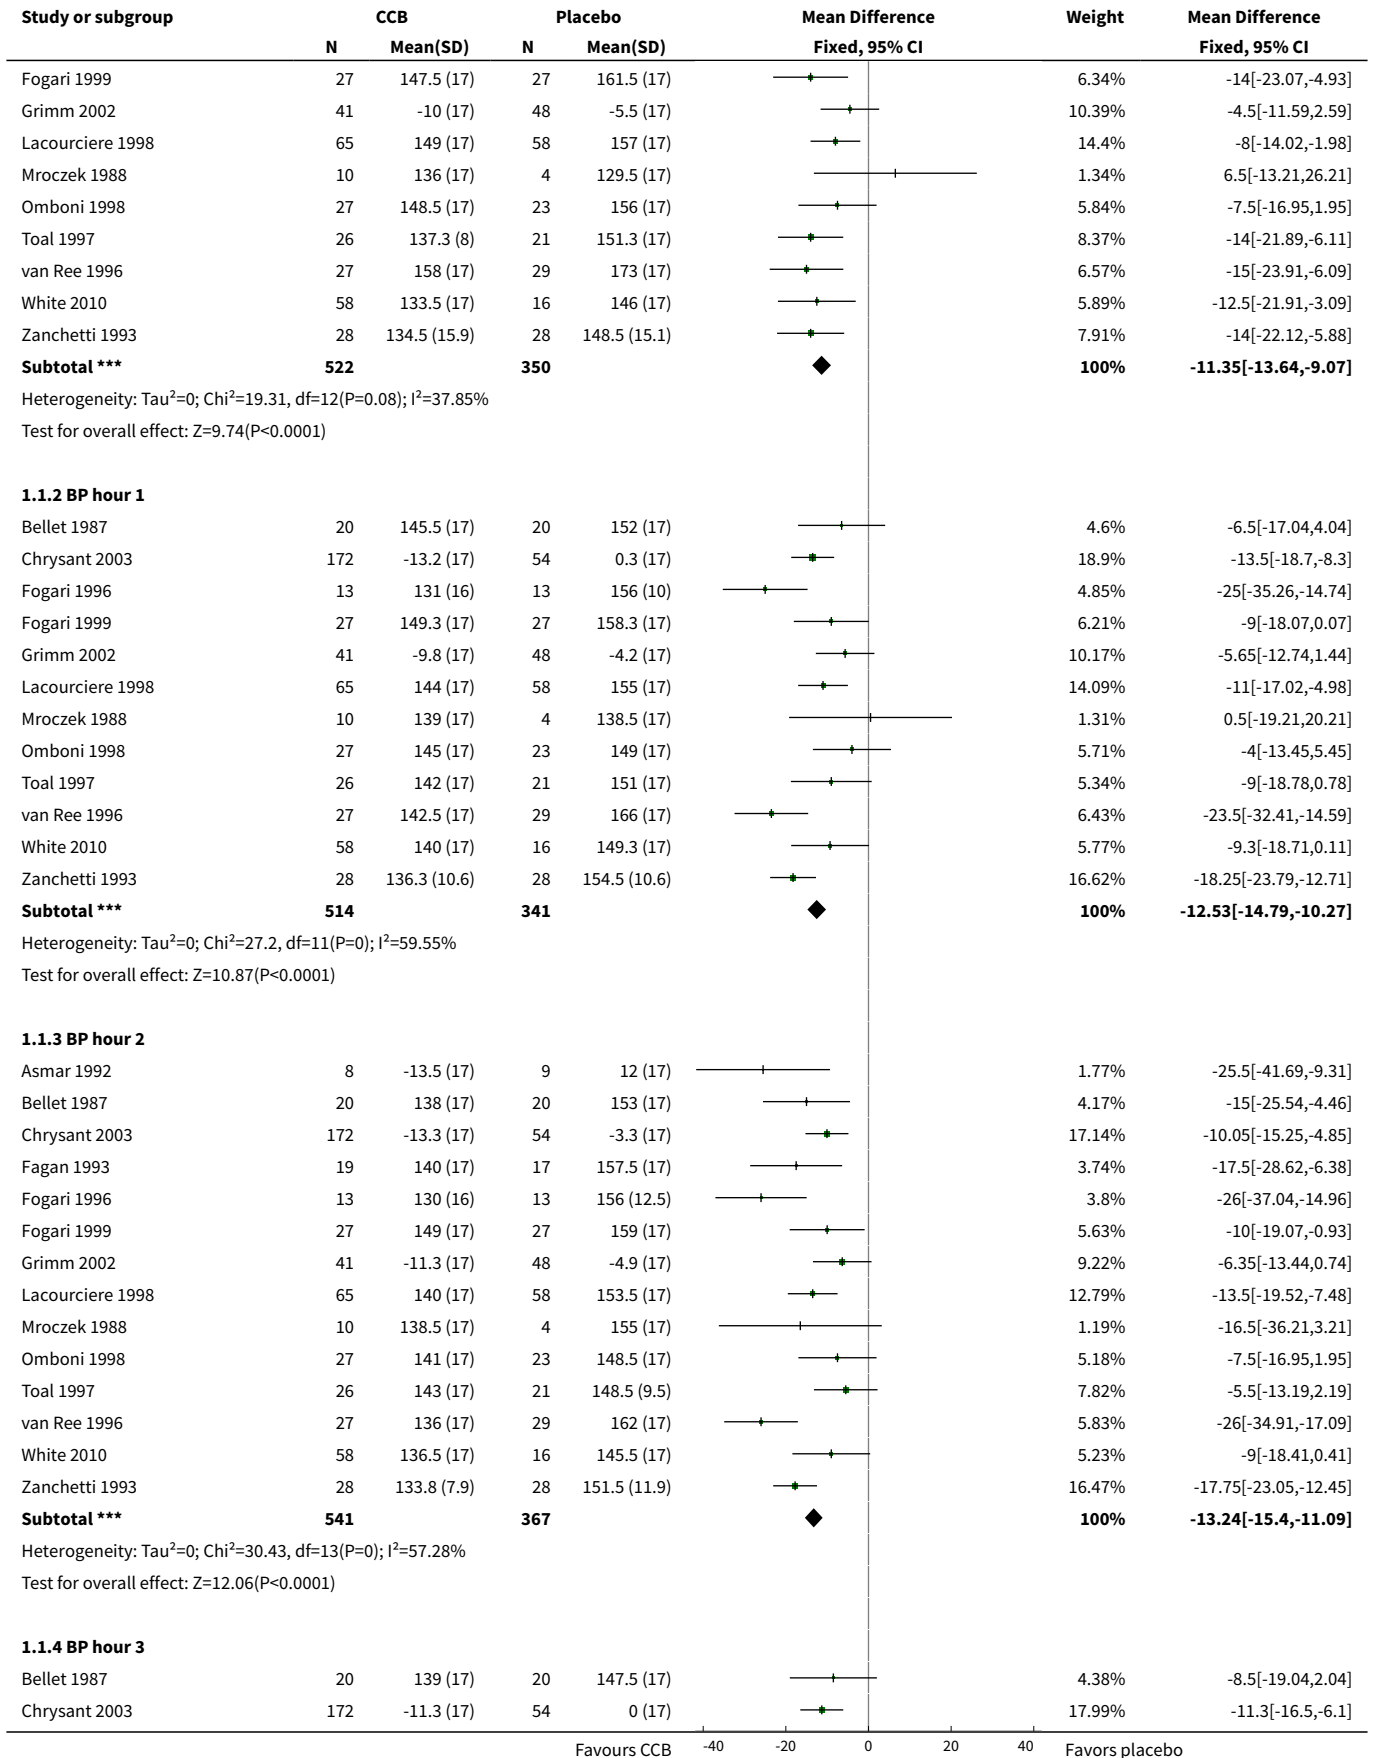 Study or subgroup CCB Placebo Mean Difference Weight Mean Difference
N Mean(SD) N Mean(SD) Fixed, 95% CI Fixed, 95% CI
Fogari 1999 27 147.5 (17) 27 161.5 (17) 6.34% -14[-23.07,-4.93]
Grimm 2002 41 -10 (17) 48 -5.5 (17) 10.39% -4.5[-11.59,2.59]
Lacourciere 1998 65 149 (17) 58 157 (17) 14.4% -8[-14.02,-1.98]
Mroczek 1988 10 136 (17) 4 129.5 (17) 1.34% 6.5[-13.21,26.21]
Omboni 1998 27 148.5 (17) 23 156 (17) 5.84% -7.5[-16.95,1.95]
Toal 1997 26 137.3 (8) 21 151.3 (17) 8.37% -14[-21.89,-6.11]
van Ree 1996 27 158 (17) 29 173 (17) 6.57% -15[-23.91,-6.09]
White 2010 58 133.5 (17) 16 146 (17) 5.89% -12.5[-21.91,-3.09]
Zanchetti 1993 28 134.5 (15.9) 28 148.5 (15.1) 7.91% -14[-22.12,-5.88]
Subtotal *** 522 350 100% -11.35[-13.64,-9.07]
Heterogeneity: Tau²=0; Chi²=19.31, df=12(P=0.08); I²=37.85%
Test for overall effect: Z=9.74(P<0.0001)
1.1.2 BP hour 1
Bellet 1987 20 145.5 (17) 20 152 (17) 4.6% -6.5[-17.04,4.04]
Chrysant 2003 172 -13.2 (17) 54 0.3 (17) 18.9% -13.5[-18.7,-8.3]
Fogari 1996 13 131 (16) 13 156 (10) 4.85% -25[-35.26,-14.74]
Fogari 1999 27 149.3 (17) 27 158.3 (17) 6.21% -9[-18.07,0.07]
Grimm 2002 41 -9.8 (17) 48 -4.2 (17) 10.17% -5.65[-12.74,1.44]
Lacourciere 1998 65 144 (17) 58 155 (17) 14.09% -11[-17.02,-4.98]
Mroczek 1988 10 139 (17) 4 138.5 (17) 1.31% 0.5[-19.21,20.21]
Omboni 1998 27 145 (17) 23 149 (17) 5.71% -4[-13.45,5.45]
Toal 1997 26 142 (17) 21 151 (17) 5.34% -9[-18.78,0.78]
van Ree 1996 27 142.5 (17) 29 166 (17) 6.43% -23.5[-32.41,-14.59]
White 2010 58 140 (17) 16 149.3 (17) 5.77% -9.3[-18.71,0.11]
Zanchetti 1993 28 136.3 (10.6) 28 154.5 (10.6) 16.62% -18.25[-23.79,-12.71]
Subtotal *** 514 341 100% -12.53[-14.79,-10.27]
Heterogeneity: Tau²=0; Chi²=27.2, df=11(P=0); I²=59.55%
Test for overall effect: Z=10.87(P<0.0001)
1.1.3 BP hour 2
Asmar 1992 8 -13.5 (17) 9 12 (17) 1.77% -25.5[-41.69,-9.31]
Bellet 1987 20 138 (17) 20 153 (17) 4.17% -15[-25.54,-4.46]
Chrysant 2003 172 -13.3 (17) 54 -3.3 (17) 17.14% -10.05[-15.25,-4.85]
Fagan 1993 19 140 (17) 17 157.5 (17) 3.74% -17.5[-28.62,-6.38]
Fogari 1996 13 130 (16) 13 156 (12.5) 3.8% -26[-37.04,-14.96]
Fogari 1999 27 149 (17) 27 159 (17) 5.63% -10[-19.07,-0.93]
Grimm 2002 41 -11.3 (17) 48 -4.9 (17) 9.22% -6.35[-13.44,0.74]
Lacourciere 1998 65 140 (17) 58 153.5 (17) 12.79% -13.5[-19.52,-7.48]
Mroczek 1988 10 138.5 (17) 4 155 (17) 1.19% -16.5[-36.21,3.21]
Omboni 1998 27 141 (17) 23 148.5 (17) 5.18% -7.5[-16.95,1.95]
Toal 1997 26 143 (17) 21 148.5 (9.5) 7.82% -5.5[-13.19,2.19]
van Ree 1996 27 136 (17) 29 162 (17) 5.83% -26[-34.91,-17.09]
White 2010 58 136.5 (17) 16 145.5 (17) 5.23% -9[-18.41,0.41]
Zanchetti 1993 28 133.8 (7.9) 28 151.5 (11.9) 16.47% -17.75[-23.05,-12.45]
Subtotal *** 541 367 100% -13.24[-15.4,-11.09]
Heterogeneity: Tau²=0; Chi²=30.43, df=13(P=0); I²=57.28%
Test for overall effect: Z=12.06(P<0.0001)
1.1.4 BP hour 3
Bellet 1987 20 139 (17) 20 147.5 (17) 4.38% -8.5[-19.04,2.04]
Chrysant 2003 172 -11.3 (17) 54 0 (17) 17.99% -11.3[-16.5,-6.1]
Favours CCB -40 -20 0 20 40 Favors placebo